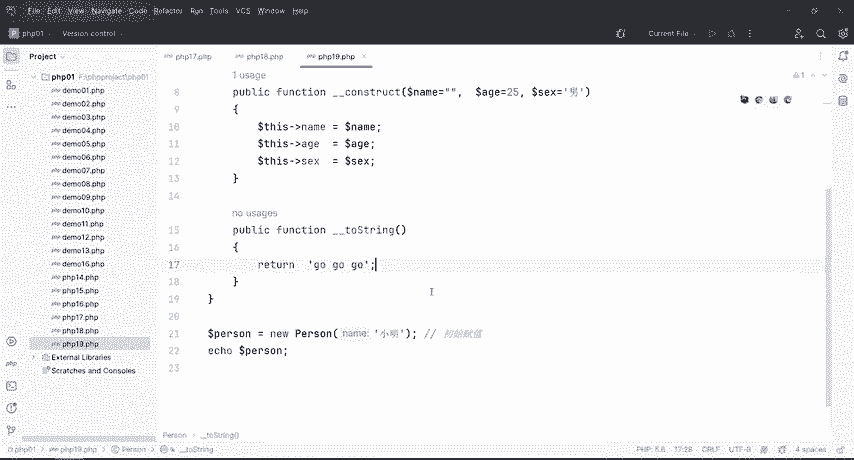 File Edit View Navigate Code Refactor Run Tools VCS Window Help
php01 Version control Current File
Project
php17.php php18.php php19.php
php01 F:\phpproject\php01
demo01.php
demo02.php
demo03.php
demo04.php
demo05.php
demo06.php
demo07.php
demo08.php
demo09.php
demo10.php
demo11.php
demo12.php
demo13.php
demo16.php
php14.php
php15.php
php16.php
php17.php
php18.php
php19.php
External Libraries
Scratches and Consoles
1 usage
8 public function __construct($name="", $age=25, $sex='男')
9 {
10 $this->name = $name;
11 $this->age = $age;
12 $this->sex = $sex;
13 }
14
no usages
15 public function __toString()
16 {
17 return 'go go go';
18 }
19 }
20
21 $person = new Person( name: '小明'); // 初始赋值
22 echo $person;
23
Person › __toString()
php01 › php19.php › Person › __toString
PHP: 5.6 17:28 CRLF UTF-8 4 spaces